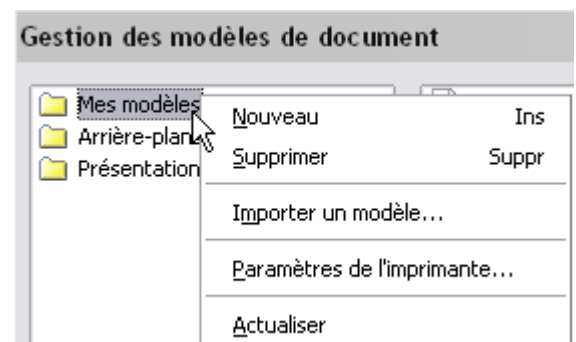 Gestion des modèles de document
Mes modèles
Arrière-plan
Présentation
Nouveau Ins
Supprimer Suppr
Importer un modèle...
Paramètres de l'imprimante...
Actualiser